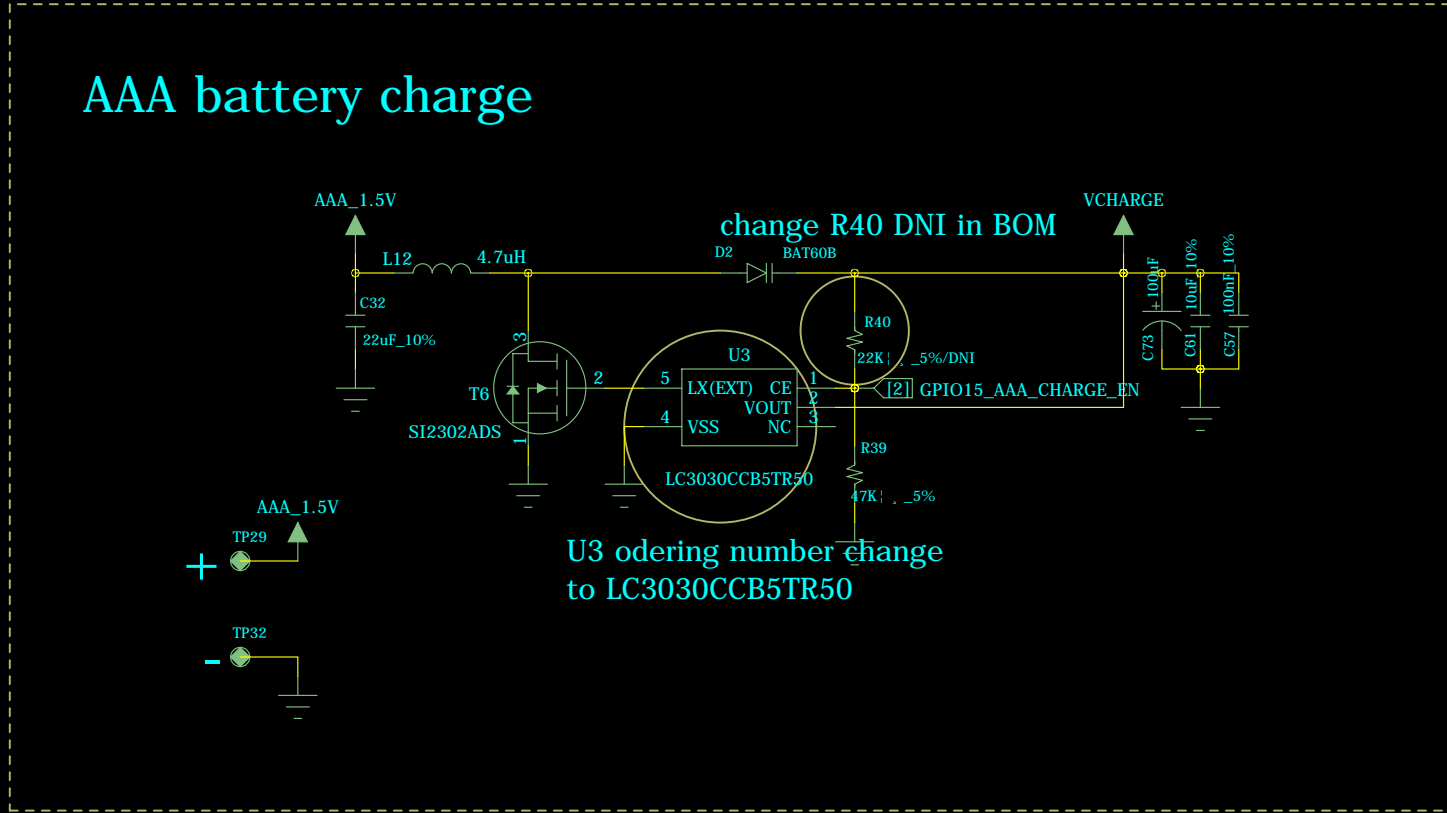 AAA battery charge
AAA_1.5V
VCHARGE
change R40 DNI in BOM
L12
4.7uH
D2
BAT60B
C32
22uF_10%
+
100uF
10uF_10%
100nF_10%
C73
C61
C57
R40
22K¦ ¸ _5%/DNI
3
T6
2
1
SI2302ADS
U3
5
LX(EXT)
CE
1
VOUT
2
4
VSS
NC
3
[2]
GPIO15_AAA_CHARGE_EN
LC3030CCB5TR50
R39
47K¦ ¸ _5%
AAA_1.5V
TP29
+
U3 odering number change
to LC3030CCB5TR50
TP32
-